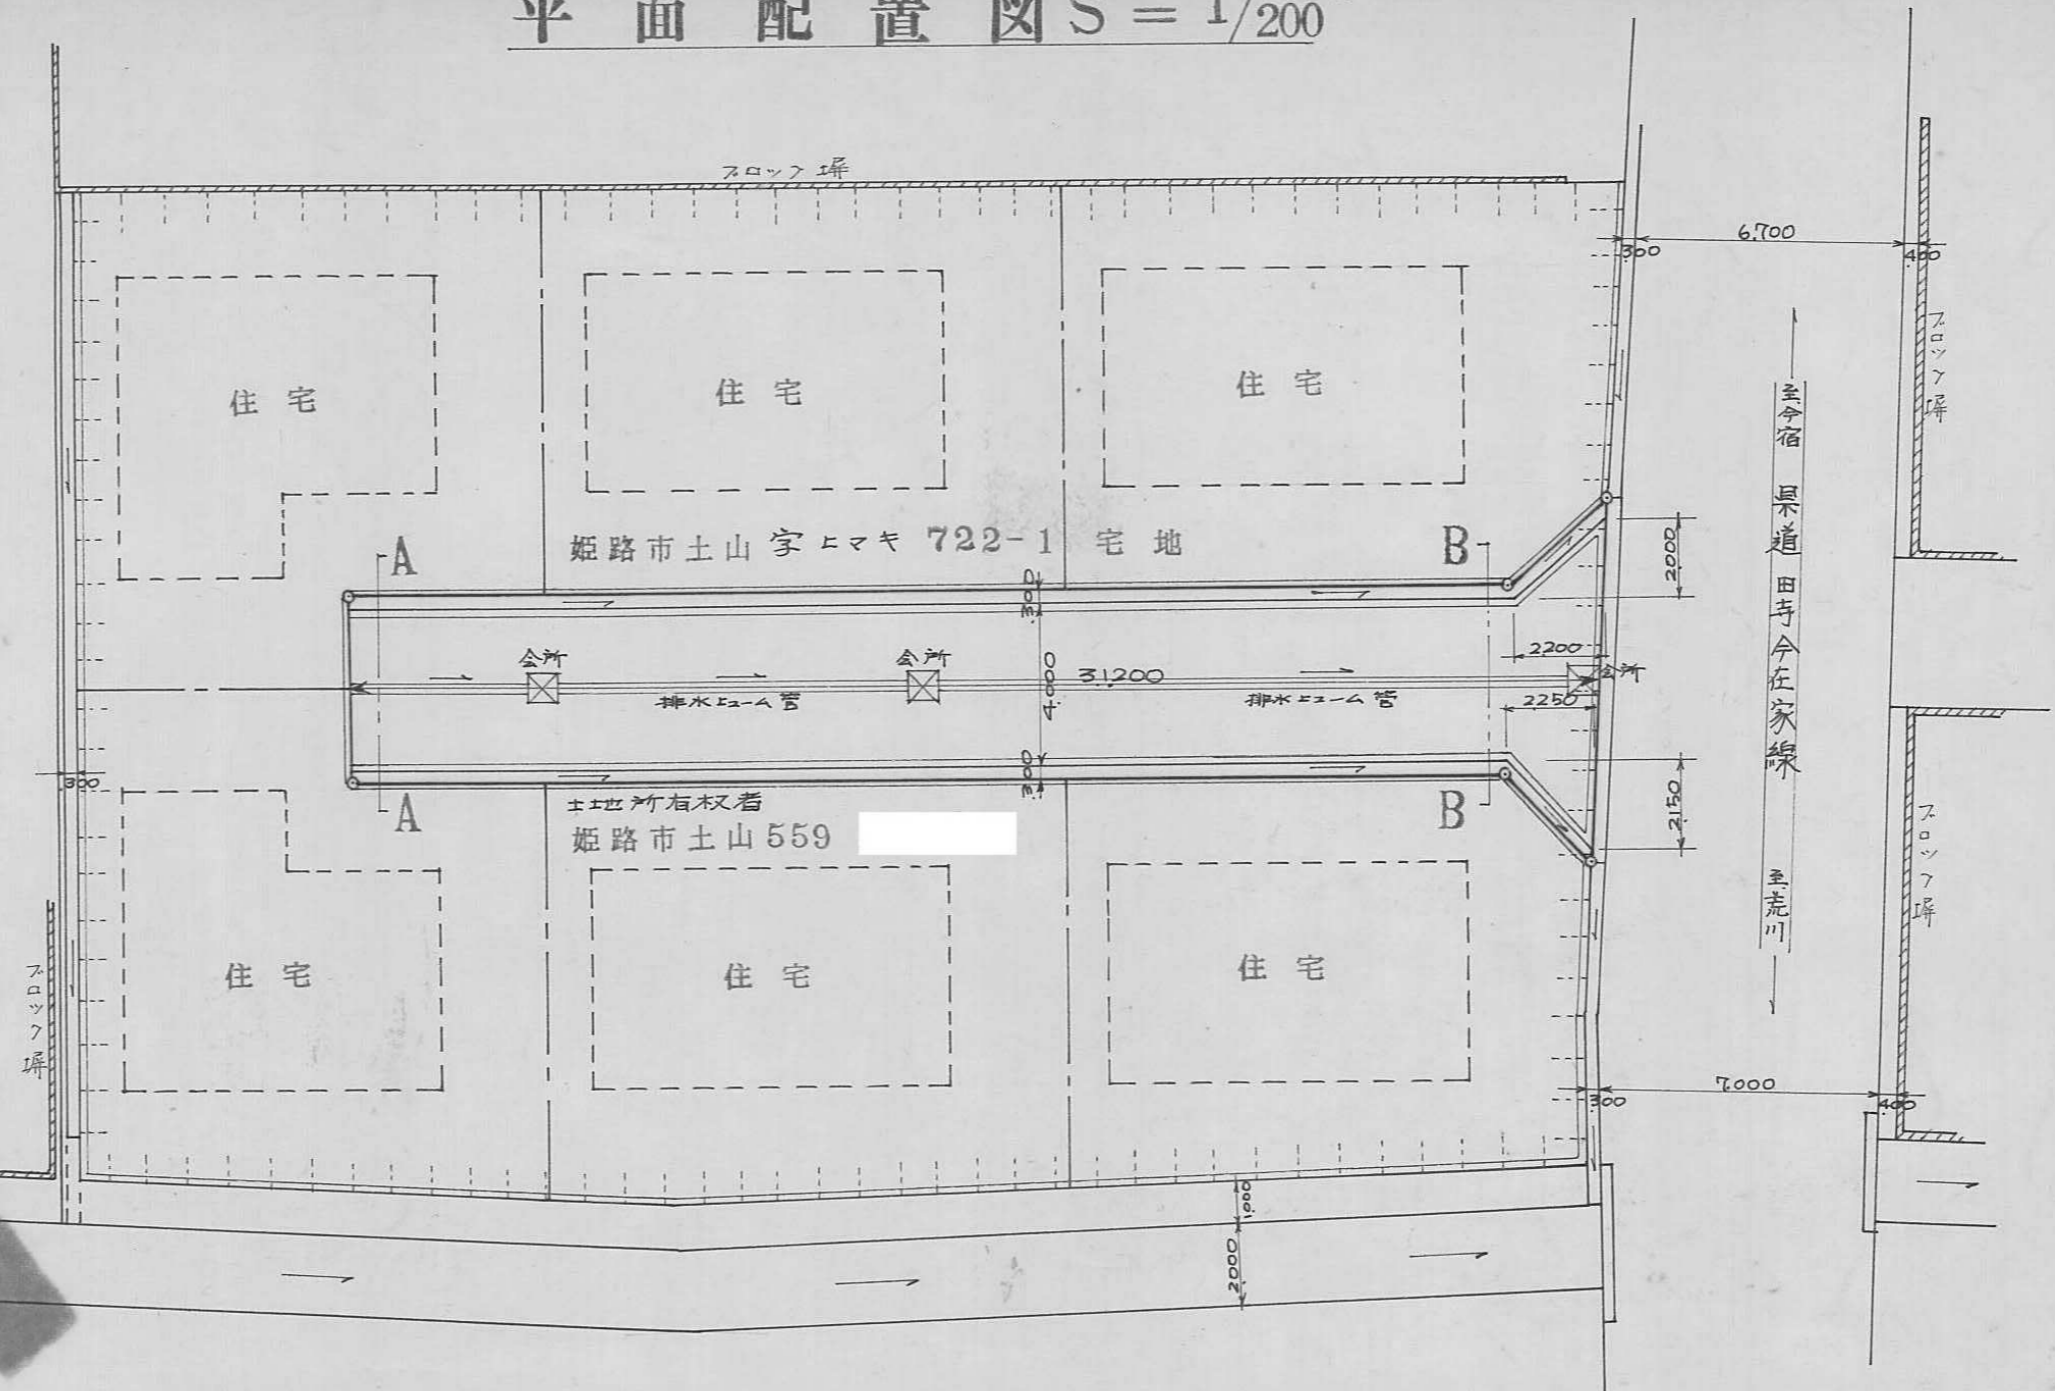 平面配置図 S = 1/200
ブロック塀
6.700
.300
.400
ブロック塀
住宅
住宅
住宅
至今宿 県道田寺今在家線 至荒川
姫路市土山 字ヒマキ 722-1 宅地
A
B
2000
.300
会所
会所
会所
2200
31.200
4.000
排水ヒューム管
排水ヒューム管
2250
.300
.300
A
B
2150
土地所有权者
姫路市土山559
ブロック塀
住宅
住宅
住宅
ブロック塀
7.000
.300
.400
1000
2000